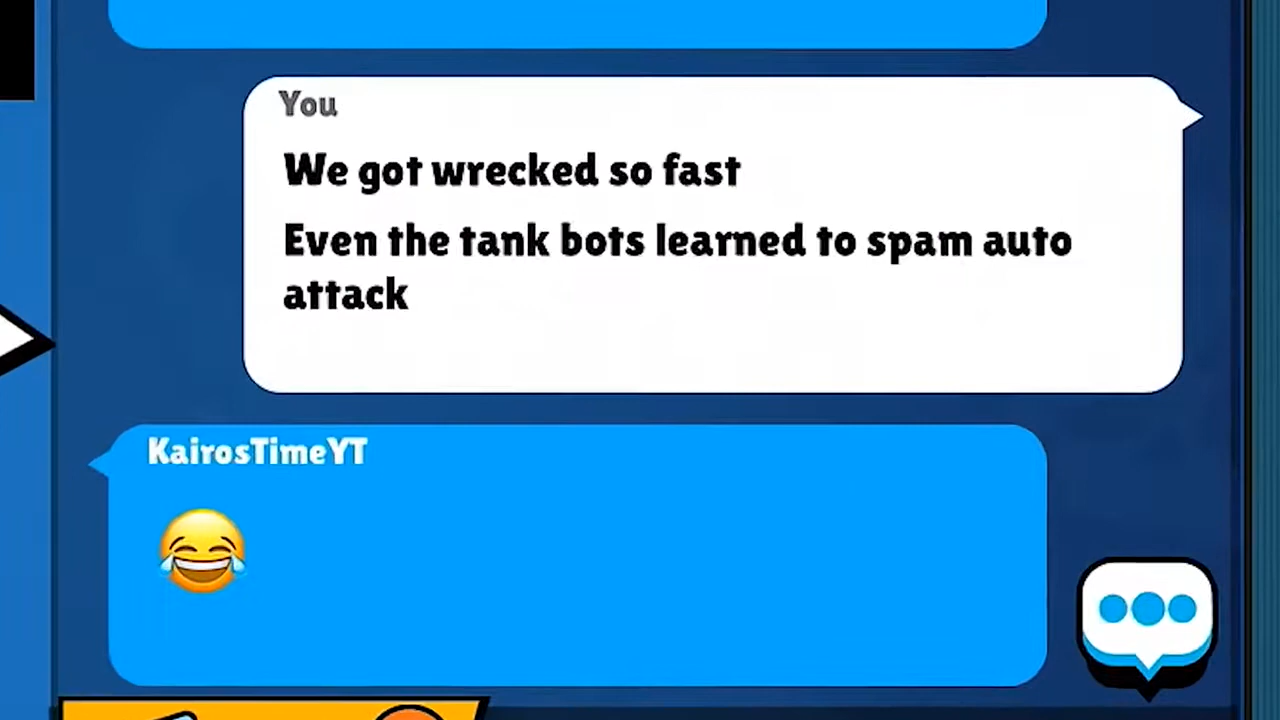 You
We got wrecked so fast
Even the tank bots learned to spam auto
attack
KairosTimeYT
😂